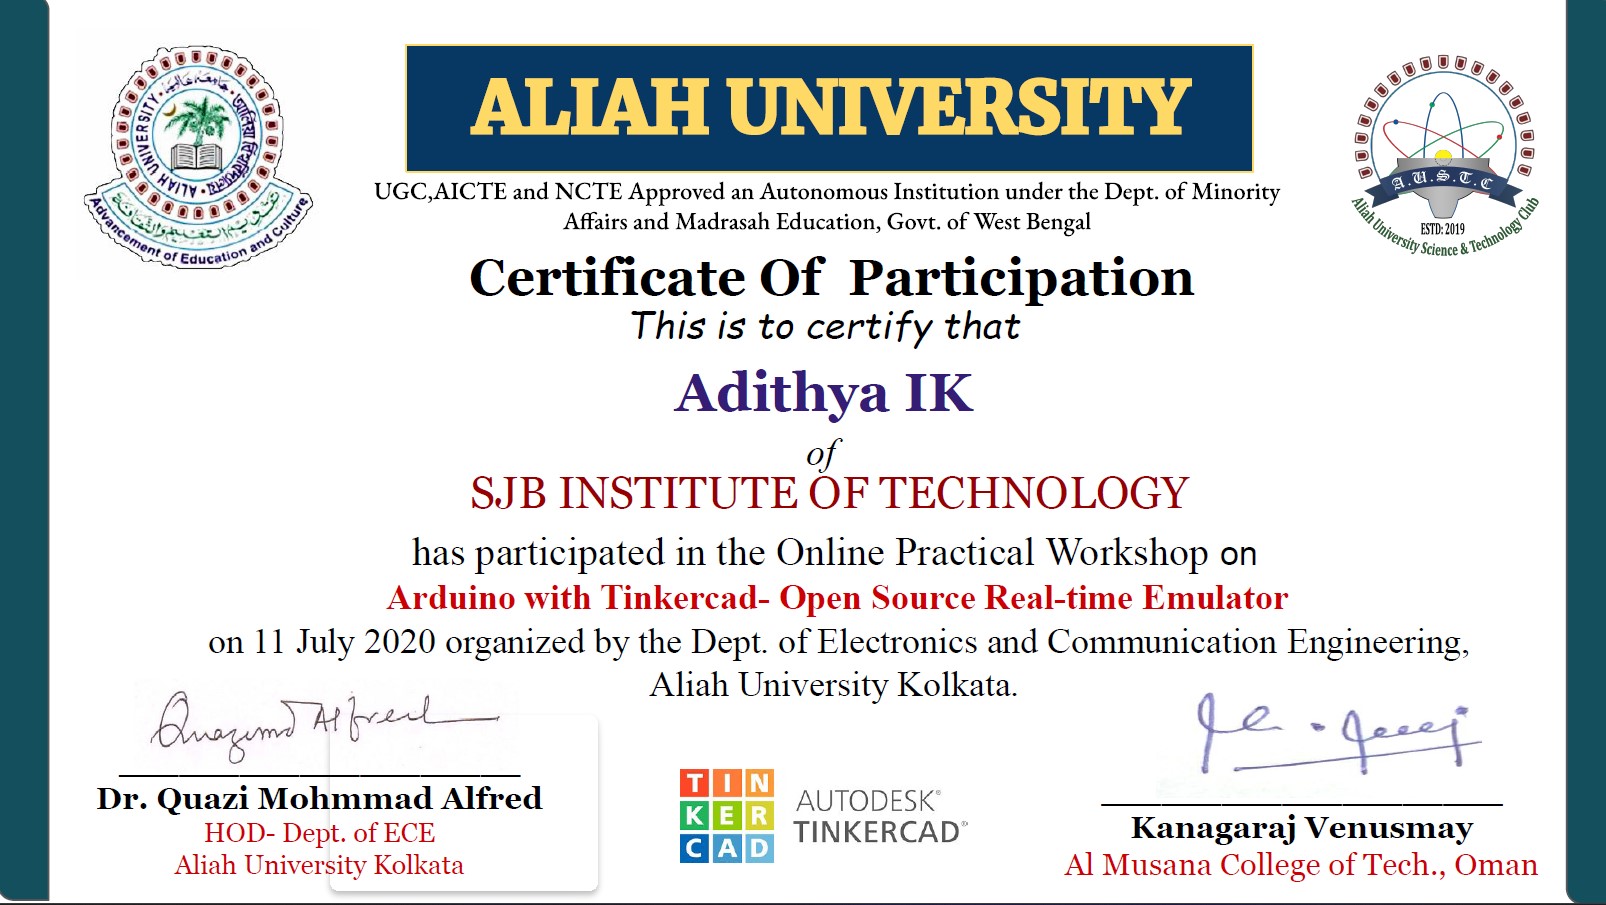 ALIAH UNIVERSITY
UGC,AICTE and NCTE Approved an Autonomous Institution under the Dept. of Minority
Affairs and Madrasah Education, Govt. of West Bengal
ALIAH UNIVERSITY
Advancement of Education and Culture
A.U.S.T.C
ESTD: 2019
Aliah University Science & Technology Club
Certificate Of Participation
This is to certify that
Adithya IK
of
SJB INSTITUTE OF TECHNOLOGY
has participated in the Online Practical Workshop on
Arduino with Tinkercad- Open Source Real-time Emulator
on 11 July 2020 organized by the Dept. of Electronics and Communication Engineering,
Aliah University Kolkata.
Quazi Md Alfred
Dr. Quazi Mohmmad Alfred
HOD- Dept. of ECE
Aliah University Kolkata
TIN
KER
CAD
AUTODESK®
TINKERCAD®
Kanagaraj Venusmay
Al Musana College of Tech., Oman